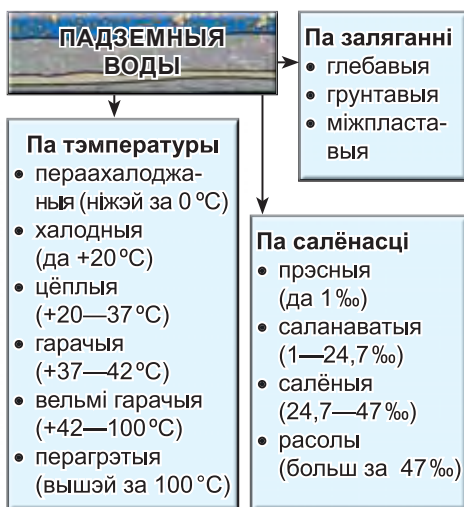 ПАДЗЕМНЫЯ
ВОДЫ
Па заляганні
• глебавыя
• грунтавыя
• міжпласта-
выя
Па тэмпературы
• пераахалоджа-
ныя (ніжэй за 0 °С)
• халодныя
(да +20 °С)
• цёплыя
(+20—37 °С)
• гарачыя
(+37—42 °С)
• вельмі гарачыя
(+42—100 °С)
• перагрэтыя
(вышэй за 100 °С)
Па салёнасці
• прэсныя
(да 1 ‰)
• саланаватыя
(1—24,7 ‰)
• салёныя
(24,7—47 ‰)
• расолы
(больш за 47 ‰)